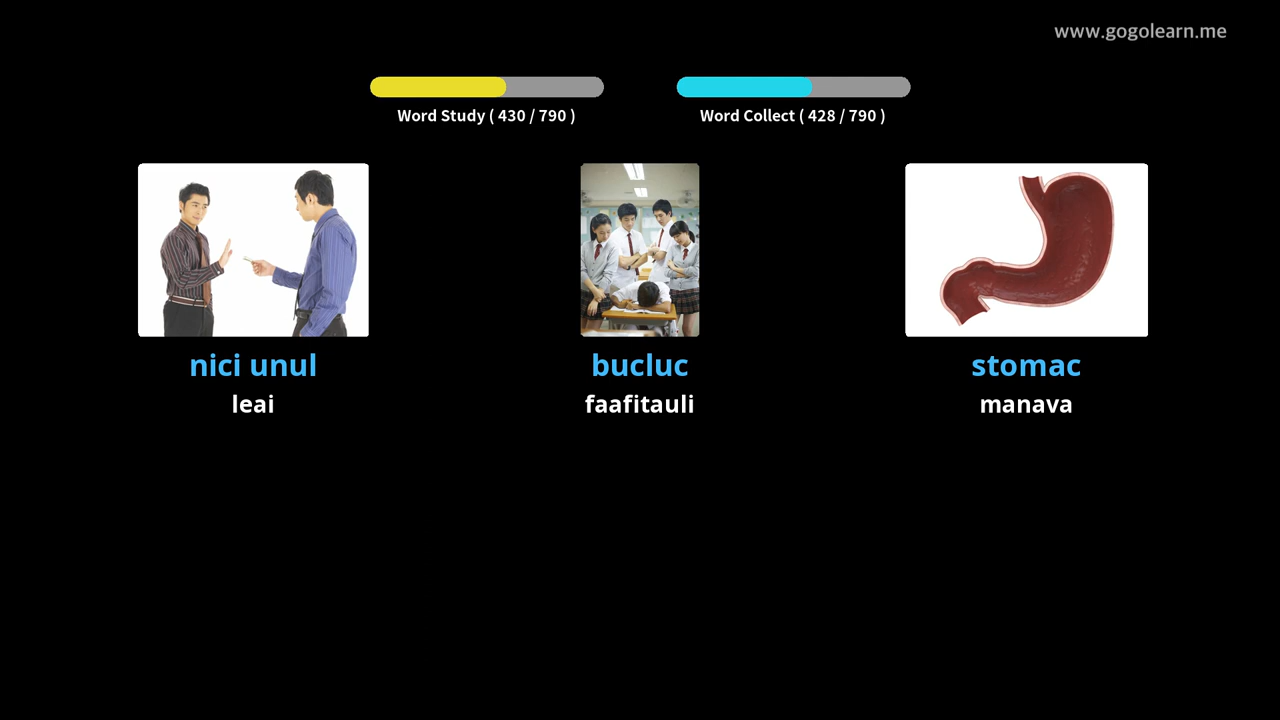 www.gogolearn.me
Word Study ( 430 / 790 )
Word Collect ( 428 / 790 )
nici unul
leai
bucluc
faafitauli
stomac
manava